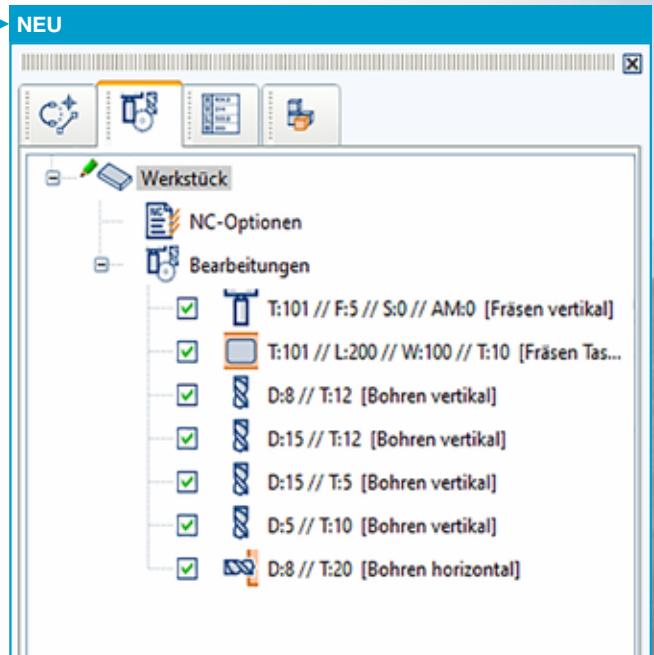 NEU
Werkstück
NC-Optionen
Bearbeitungen
T:101 // F:5 // S:0 // AM:0 [Fräsen vertikal]
T:101 // L:200 // W:100 // T:10 [Fräsen Tas...
D:8 // T:12 [Bohren vertikal]
D:15 // T:12 [Bohren vertikal]
D:15 // T:5 [Bohren vertikal]
D:5 // T:10 [Bohren vertikal]
D:8 // T:20 [Bohren horizontal]